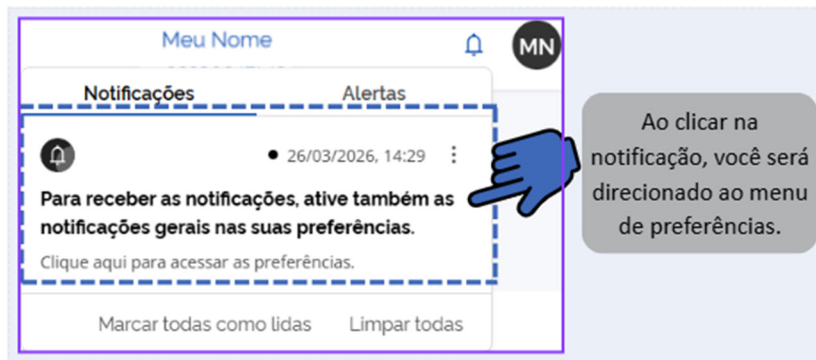 Meu Nome
MN
Notificações
Alertas
26/03/2026, 14:29
Para receber as notificações, ative também as
notificações gerais nas suas preferências.
Clique aqui para acessar as preferências.
Marcar todas como lidas
Limpar todas
Ao clicar na
notificação, você será
direcionado ao menu
de preferências.